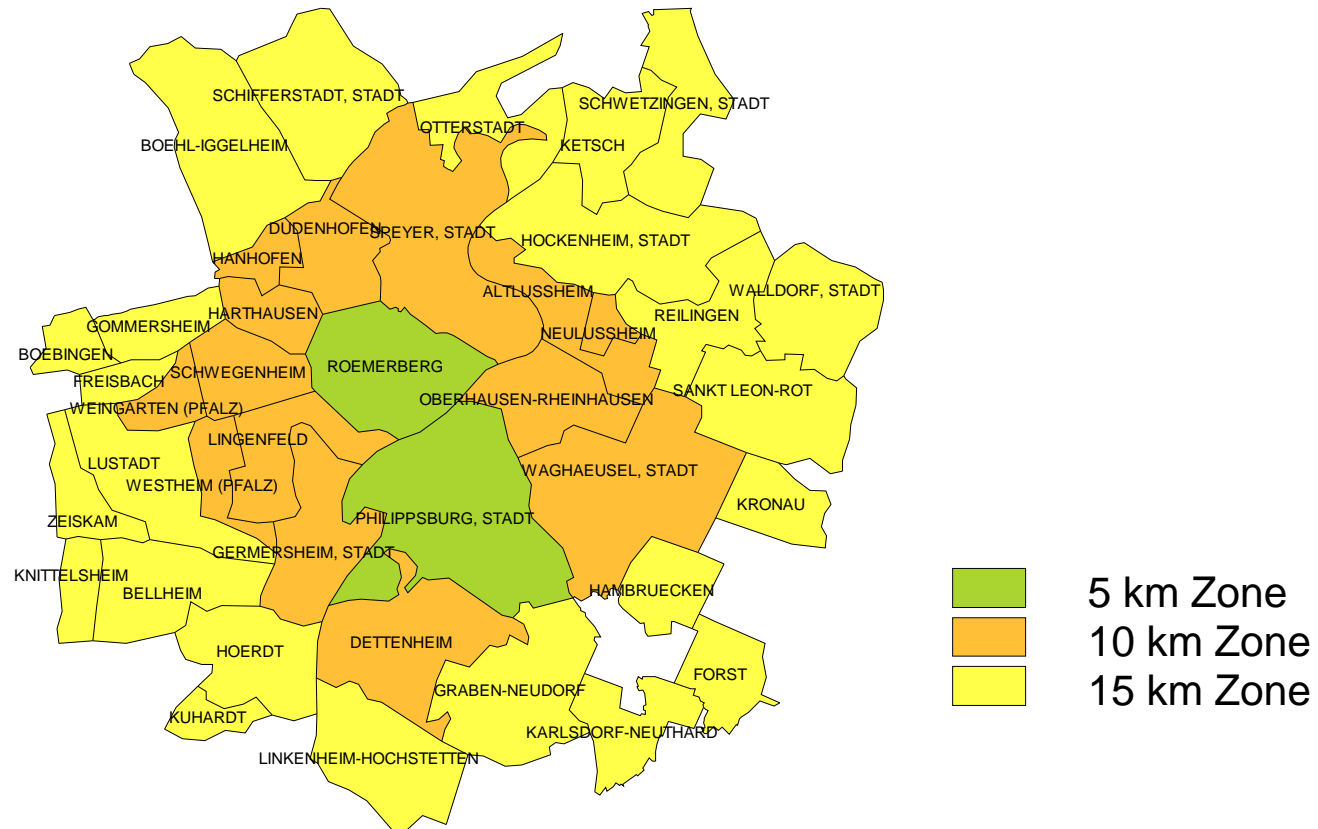 SCHIFFERSTADT, STADT
SCHWETZINGEN, STADT
OTTERSTADT
BOEHL-IGGELHEIM
KETSCH
DUDENHOFEN
SPEYER, STADT
HOCKENHEIM, STADT
HANHOFEN
ALTLUSSHEIM
WALLDORF, STADT
HARTHAUSEN
REILINGEN
GOMMERSHEIM
NEULUSSHEIM
BOEBINGEN
ROEMERBERG
SCHWEGENHEIM
FREISBACH
SANKT LEON-ROT
OBERHAUSEN-RHEINHAUSEN
WEINGARTEN (PFALZ)
LINGENFELD
LUSTADT
WAGHAEUSEL, STADT
WESTHEIM (PFALZ)
KRONAU
PHILIPPSBURG, STADT
ZEISKAM
GERMERSHEIM, STADT
KNITTELSHEIM
BELLHEIM
HAMBRUECKEN
DETTENHEIM
HOERDT
FORST
GRABEN-NEUDORF
KUHARDT
KARLSDORF-NEUTHARD
LINKENHEIM-HOCHSTETTEN
5 km Zone
10 km Zone
15 km Zone